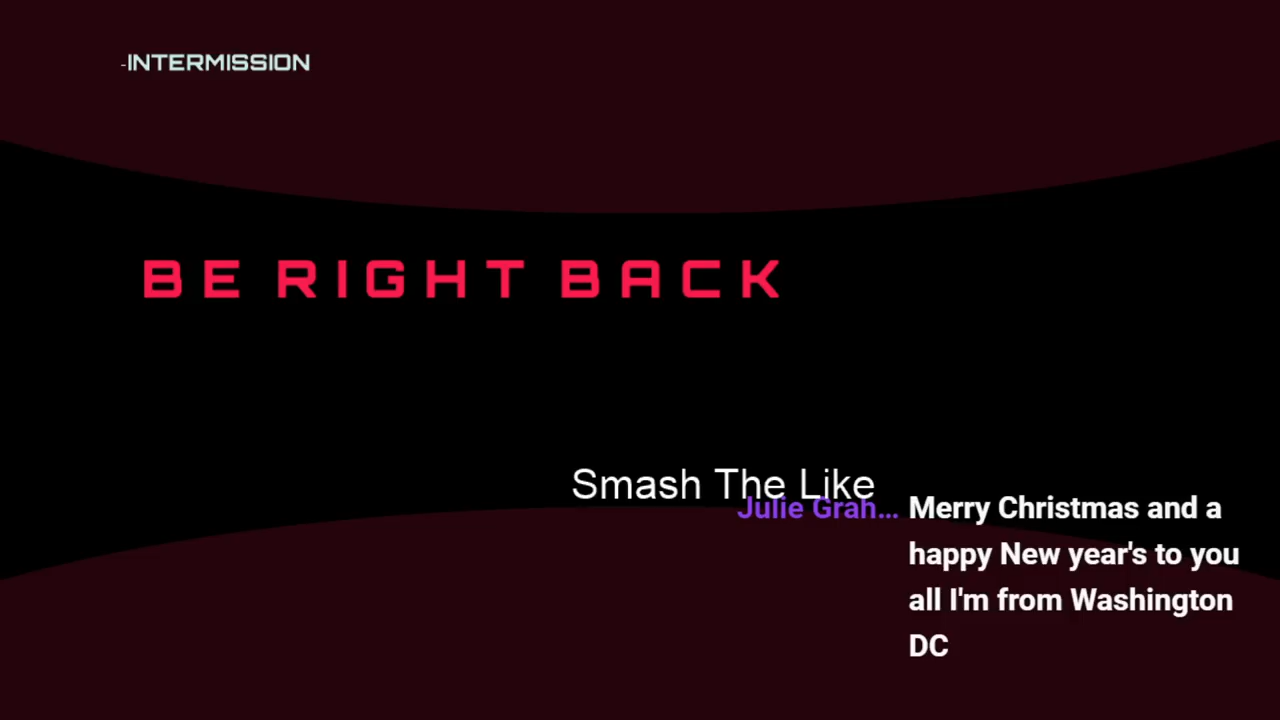 -INTERMISSION
BE RIGHT BACK
Smash The Like
Julie Grah… Merry Christmas and a
happy New year's to you
all I'm from Washington
DC